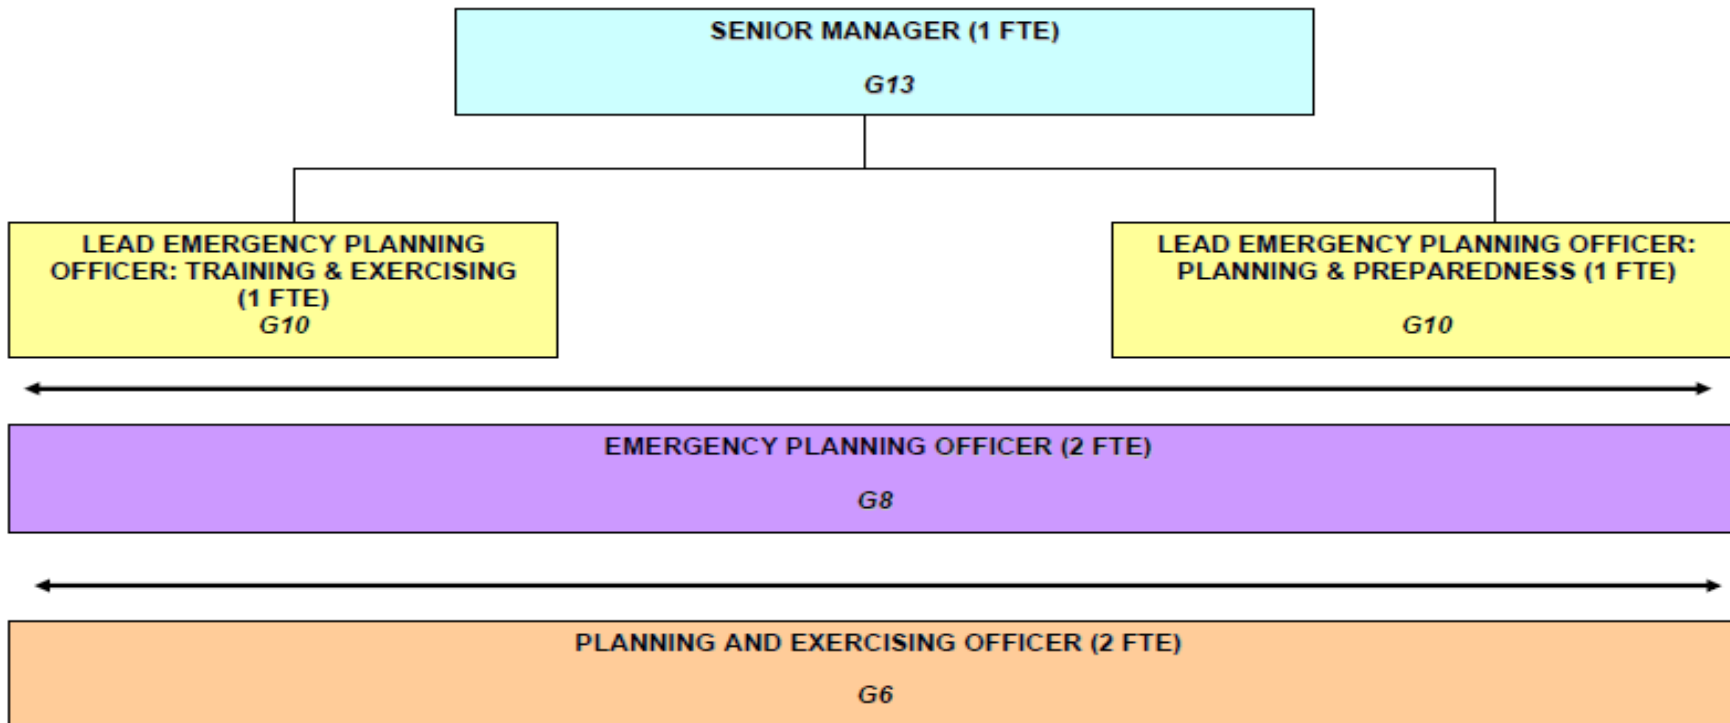 SENIOR MANAGER (1 FTE)
G13
LEAD EMERGENCY PLANNING
OFFICER: TRAINING & EXERCISING
(1 FTE)
G10
LEAD EMERGENCY PLANNING OFFICER:
PLANNING & PREPAREDNESS (1 FTE)
G10
EMERGENCY PLANNING OFFICER (2 FTE)
G8
PLANNING AND EXERCISING OFFICER (2 FTE)
G6